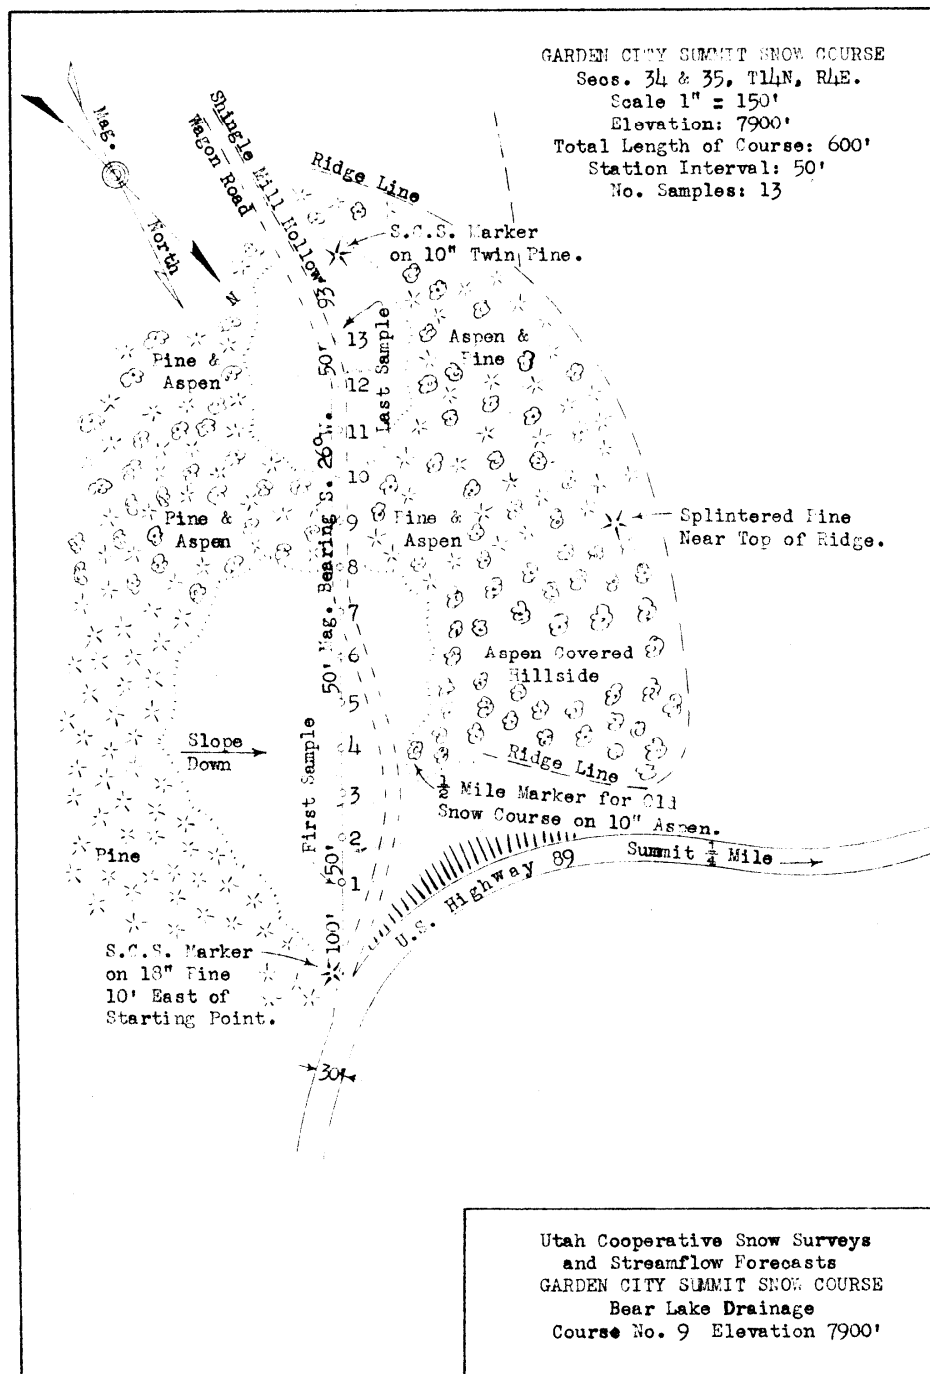 GARDEN CITY SUMMIT SNOW COURSE
Secs. 34 & 35, T14N, R4E.
Scale 1" = 150'
Elevation: 7900'
Total Length of Course: 600'
Station Interval: 50'
No. Samples: 13
Mag.
North
N
Shingle Mill Hollow
Wagon Road
Ridge Line
S.C.S. Marker
on 10" Twin Pine.
93'
50'
13
12
11
10
9
8
7
6
5
4
3
2
1
Last Sample
Aspen &
Pine
Pine &
Aspen
Pine &
Aspen
Pine &
Aspen
Splintered Pine
Near Top of Ridge.
50' Mag. Bearing S. 26° W.
Aspen Covered
Hillside
Slope
Down
First Sample
Ridge Line
½ Mile Marker for Old
Snow Course on 10" Aspen.
Pine
50'
100'
U.S. Highway 89
Summit ¼ Mile
S.C.S. Marker
on 18" Pine
10' East of
Starting Point.
30'
Utah Cooperative Snow Surveys
and Streamflow Forecasts
GARDEN CITY SUMMIT SNOW COURSE
Bear Lake Drainage
Course No. 9 Elevation 7900'